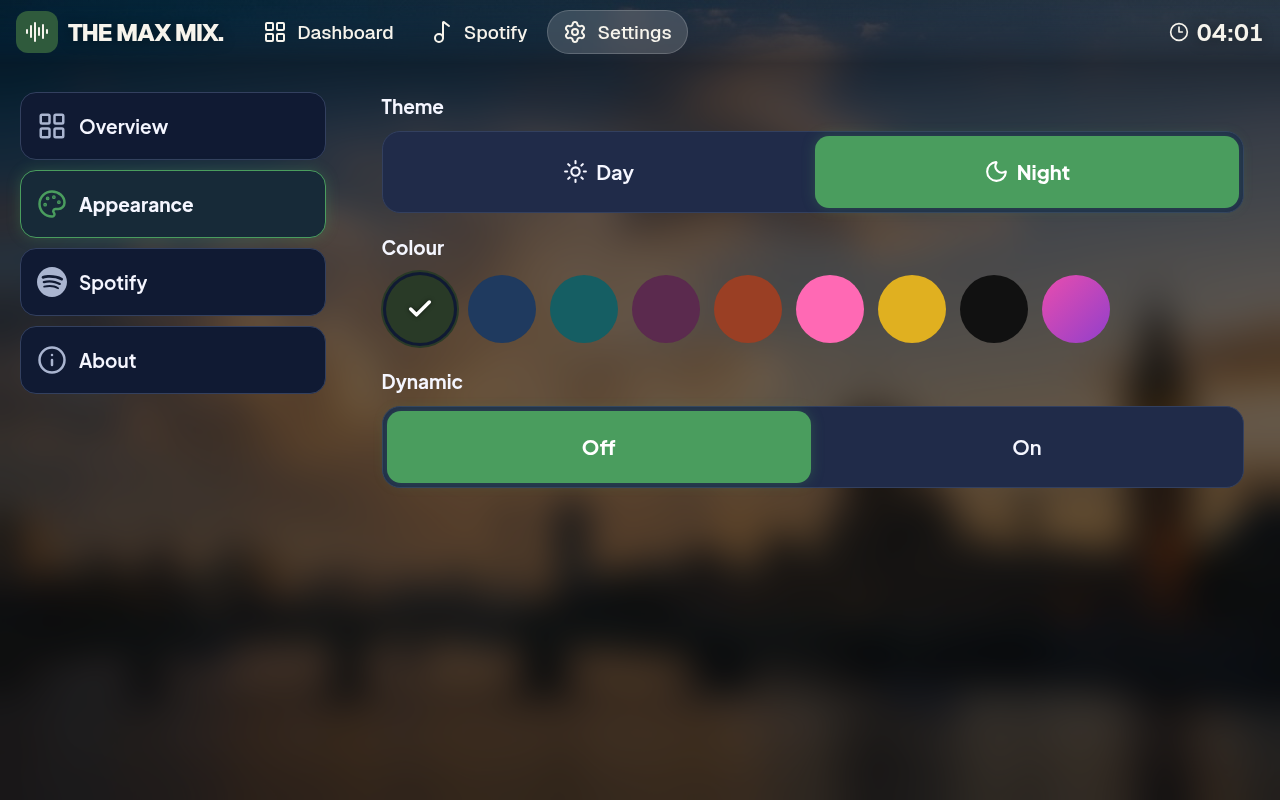 THE MAX MIX.
Dashboard
Spotify
Settings
04:01
Overview
Appearance
Spotify
About
Theme
Day
Night
Colour
Dynamic
Off
On